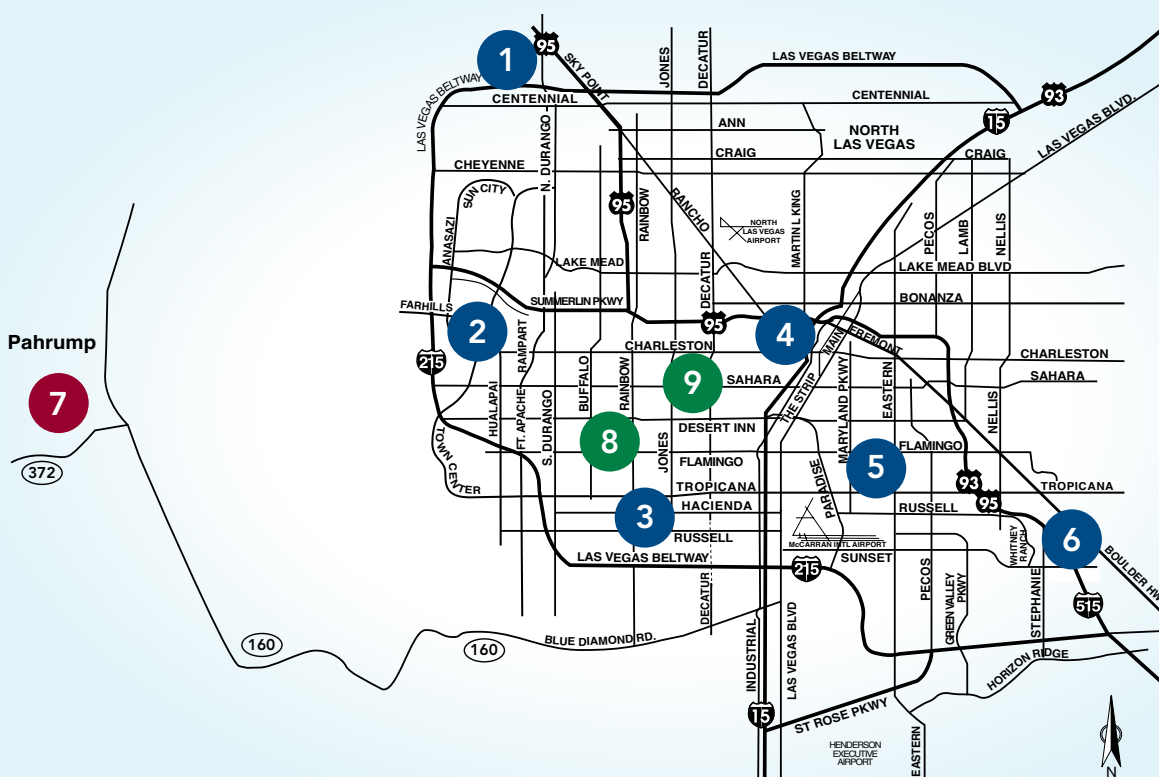 1
95
SKY POINT
JONES
DECATUR
LAS VEGAS BELTWAY
93
LAS VEGAS BELTWAY
CENTENNIAL
CENTENNIAL
15
LAS VEGAS BLVD.
ANN
NORTH
LAS VEGAS
CRAIG
CRAIG
CHEYENNE
N. DURANGO
SUN CITY
95
RAINBOW
RANCHO
NORTH
LAS VEGAS
AIRPORT
MARTIN L KING
PECOS
LAMB
NELLIS
ANASAZI
LAKE MEAD
DECATUR
LAKE MEAD BLVD
FARHILLS
SUMMERLIN PKWY
BONANZA
2
95
4
MAIN
FREMONT
Pahrump
215
RAMPART
CHARLESTON
CHARLESTON
7
9
SAHARA
SAHARA
THE STRIP
BUFFALO
RAINBOW
HUALAPAI
FT. APACHE
S. DURANGO
MARYLAND PKWY
EASTERN
NELLIS
8
DESERT INN
TOWN CENTER
JONES
FLAMINGO
FLAMINGO
5
372
TROPICANA
93
TROPICANA
95
PARADISE
3
HACIENDA
RUSSELL
RUSSELL
McCARRAN INTL AIRPORT
WHITNEY
RANCH
6
LAS VEGAS BELTWAY
215
SUNSET
BOULDER HW
DECATUR
PECOS
GREEN VALLEY
PKWY
STEPHANIE
515
160
160
BLUE DIAMOND RD.
INDUSTRIAL
LAS VEGAS BLVD
HORIZON RIDGE
15
ST ROSE PKWY
HENDERSON
EXECUTIVE
AIRPORT
EASTERN
N